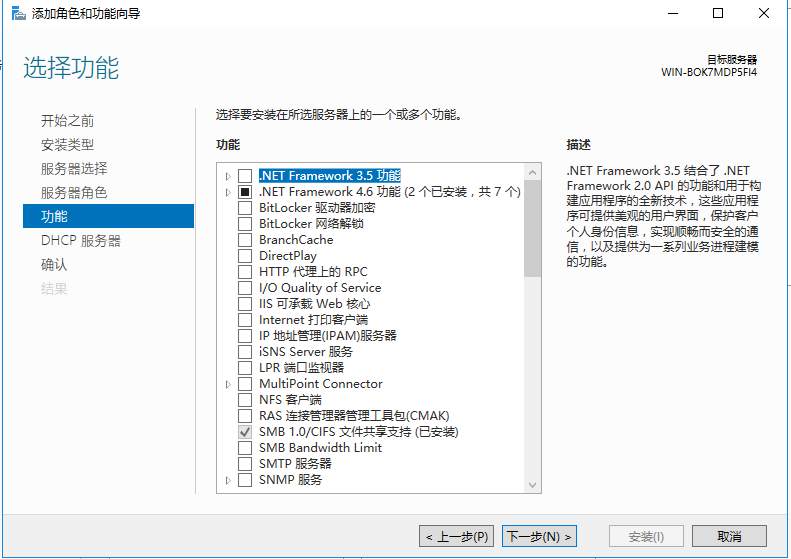 添加角色和功能向导
选择功能
目标服务器
WIN-BOK7MDP5FI4
开始之前
安装类型
服务器选择
服务器角色
功能
DHCP 服务器
确认
结果
选择要安装在所选服务器上的一个或多个功能。
功能
.NET Framework 3.5 功能
.NET Framework 4.6 功能 (2 个已安装，共 7 个)
BitLocker 驱动器加密
BitLocker 网络解锁
BranchCache
DirectPlay
HTTP 代理上的 RPC
I/O Quality of Service
IIS 可承载 Web 核心
Internet 打印客户端
IP 地址管理(IPAM)服务器
iSNS Server 服务
LPR 端口监视器
MultiPoint Connector
NFS 客户端
RAS 连接管理器管理工具包(CMAK)
SMB 1.0/CIFS 文件共享支持 (已安装)
SMB Bandwidth Limit
SMTP 服务器
SNMP 服务
描述
.NET Framework 3.5 结合了 .NET
Framework 2.0 API 的功能和用于构
建应用程序的全新技术，这些应用程
序可提供美观的用户界面，保护客户
个人身份信息，实现顺畅而安全的通
信，以及提供为一系列业务进程建模
的功能。
< 上一步(P)
下一步(N) >
安装(I)
取消